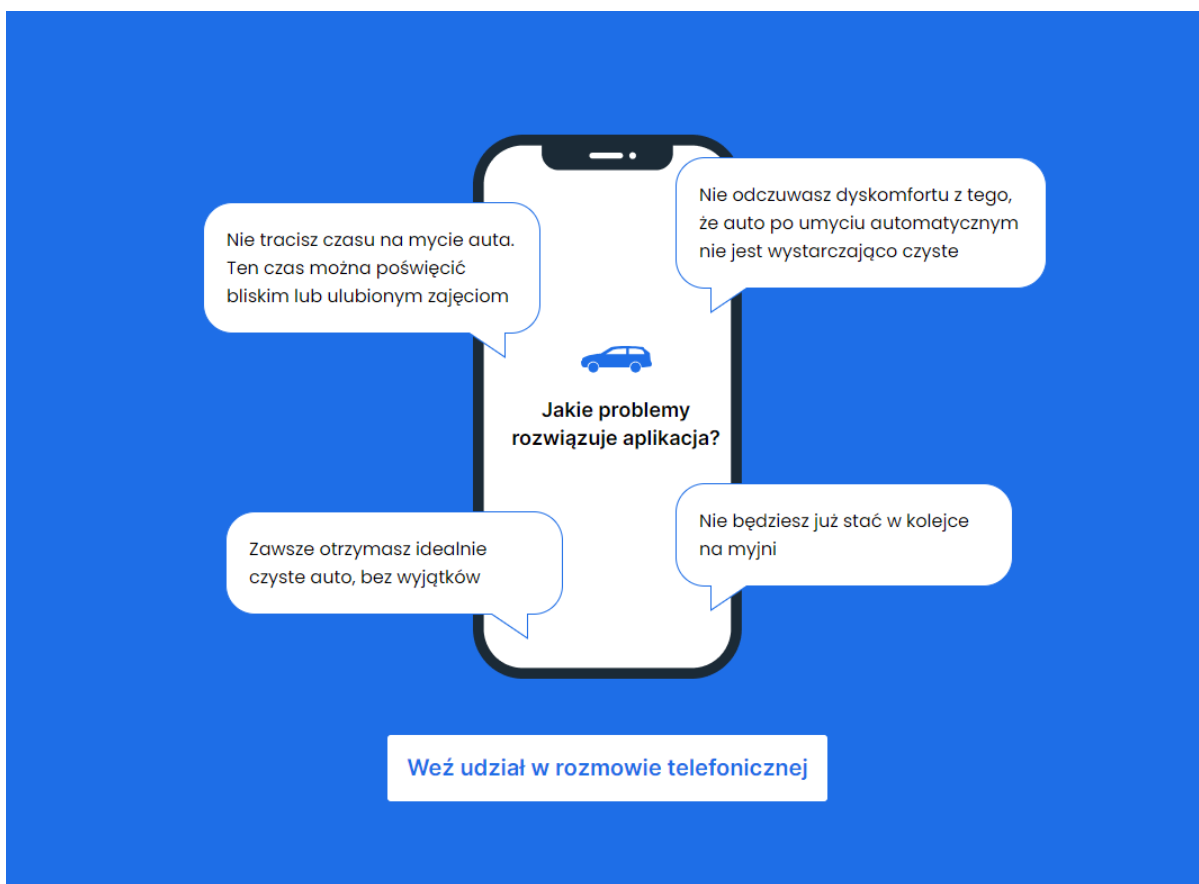 Nie tracisz czasu na mycie auta.
Ten czas można poświęcić
bliskim lub ulubionym zajęciom
Nie odczuwasz dyskomfortu z tego,
że auto po umyciu automatycznym
nie jest wystarczająco czyste
Jakie problemy
rozwiązuje aplikacja?
Zawsze otrzymasz idealnie
czyste auto, bez wyjątków
Nie będziesz już stać w kolejce
na myjni
Weź udział w rozmowie telefonicznej